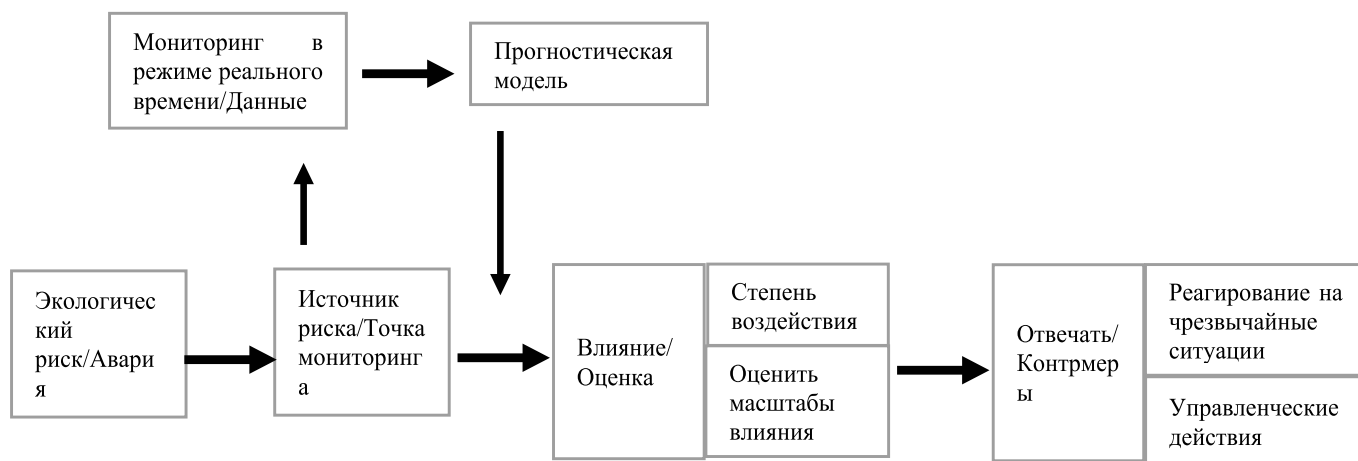 Мониторинг в
режиме реального
времени/Данные
Прогностическая
модель
Экологичес
кий
риск/Авари
я
Источник
риска/Точка
мониторинг
а
Влияние/
Оценка
Степень
воздействия
Оценить
масштабы
влияния
Отвечать/
Контрмер
ы
Реагирование на
чрезвычайные
ситуации
Управленческие
действия